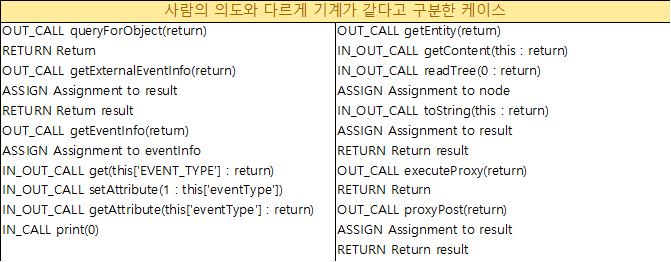 사람의 의도와 다르게 기계가 같다고 구분한 케이스
OUT_CALL queryForObject(return)
RETURN Return
OUT_CALL getExternalEventInfo(return)
ASSIGN Assignment to result
RETURN Return result
OUT_CALL getEventInfo(return)
ASSIGN Assignment to eventInfo
IN_OUT_CALL get(this['EVENT_TYPE'] : return)
IN_OUT_CALL setAttribute(1 : this['eventType'])
IN_OUT_CALL getAttribute(this['eventType'] : return)
IN_CALL print(0)
OUT_CALL getEntity(return)
IN_OUT_CALL getContent(this : return)
IN_OUT_CALL readTree(0 : return)
ASSIGN Assignment to node
IN_OUT_CALL toString(this : return)
ASSIGN Assignment to result
RETURN Return result
OUT_CALL executeProxy(return)
RETURN Return
OUT_CALL proxyPost(return)
ASSIGN Assignment to result
RETURN Return result